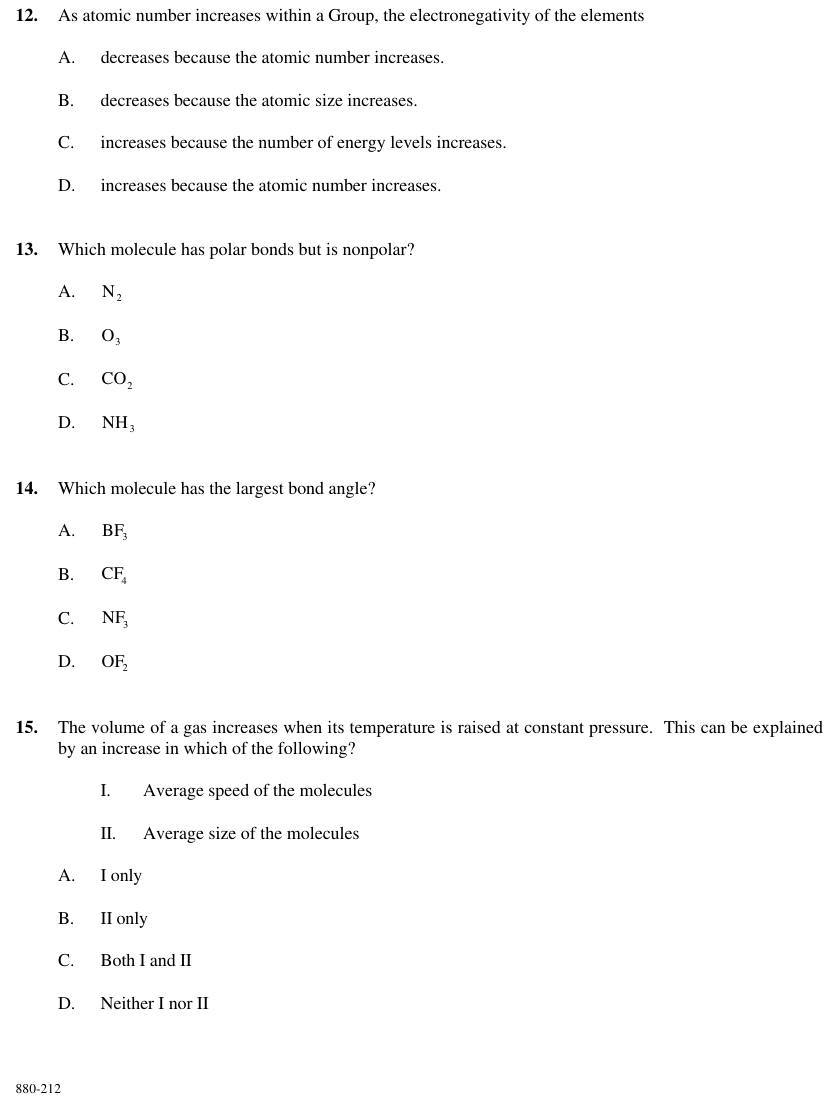 12. As atomic number increases within a Group, the electronegativity of the elements
A. decreases because the atomic number increases.
B. decreases because the atomic size increases.
C. increases because the number of energy levels increases.
D. increases because the atomic number increases.
13. Which molecule has polar bonds but is nonpolar?
A. N₂
B. O₃
C. CO₂
D. NH₃
14. Which molecule has the largest bond angle?
A. BF₃
B. CF₄
C. NF₃
D. OF₂
15. The volume of a gas increases when its temperature is raised at constant pressure. This can be explained
by an increase in which of the following?
I. Average speed of the molecules
II. Average size of the molecules
A. I only
B. II only
C. Both I and II
D. Neither I nor II
880-212